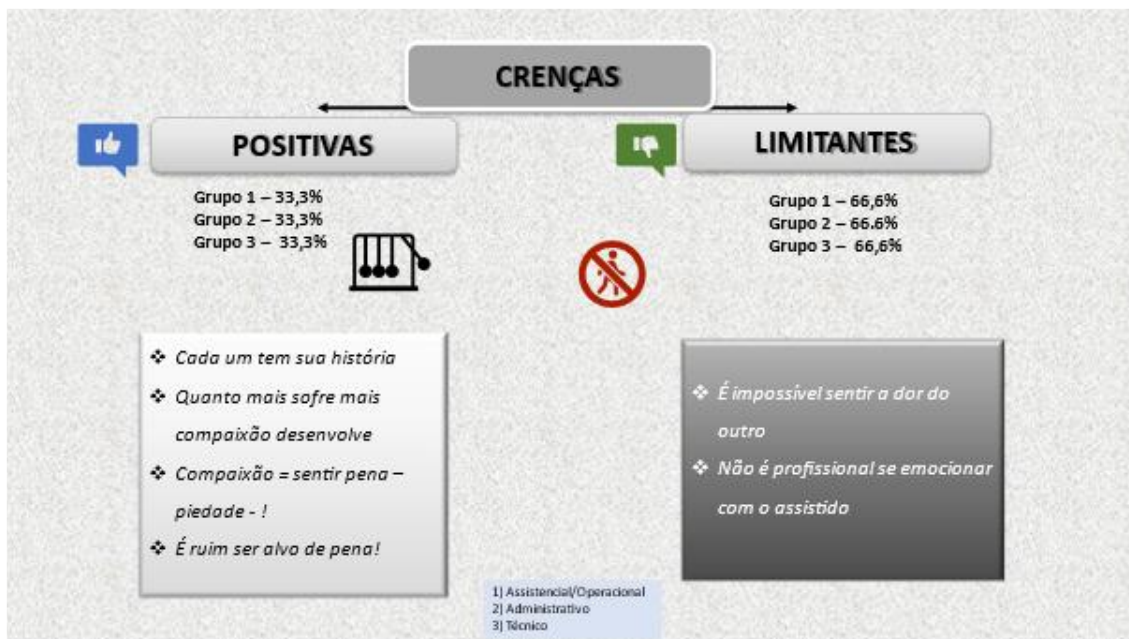 CRENÇAS
POSITIVAS
Grupo 1 – 33,3%
Grupo 2 – 33,3%
Grupo 3 – 33,3%
❖ Cada um tem sua história
❖ Quanto mais sofre mais
compaixão desenvolve
❖ Compaixão = sentir pena –
piedade - !
❖ É ruim ser alvo de pena!
LIMITANTES
Grupo 1 – 66,6%
Grupo 2 – 66.6%
Grupo 3 – 66,6%
❖ É impossível sentir a dor do
outro
❖ Não é profissional se emocionar
com o assistido
1) Assistencial/Operacional
2) Administrativo
3) Técnico